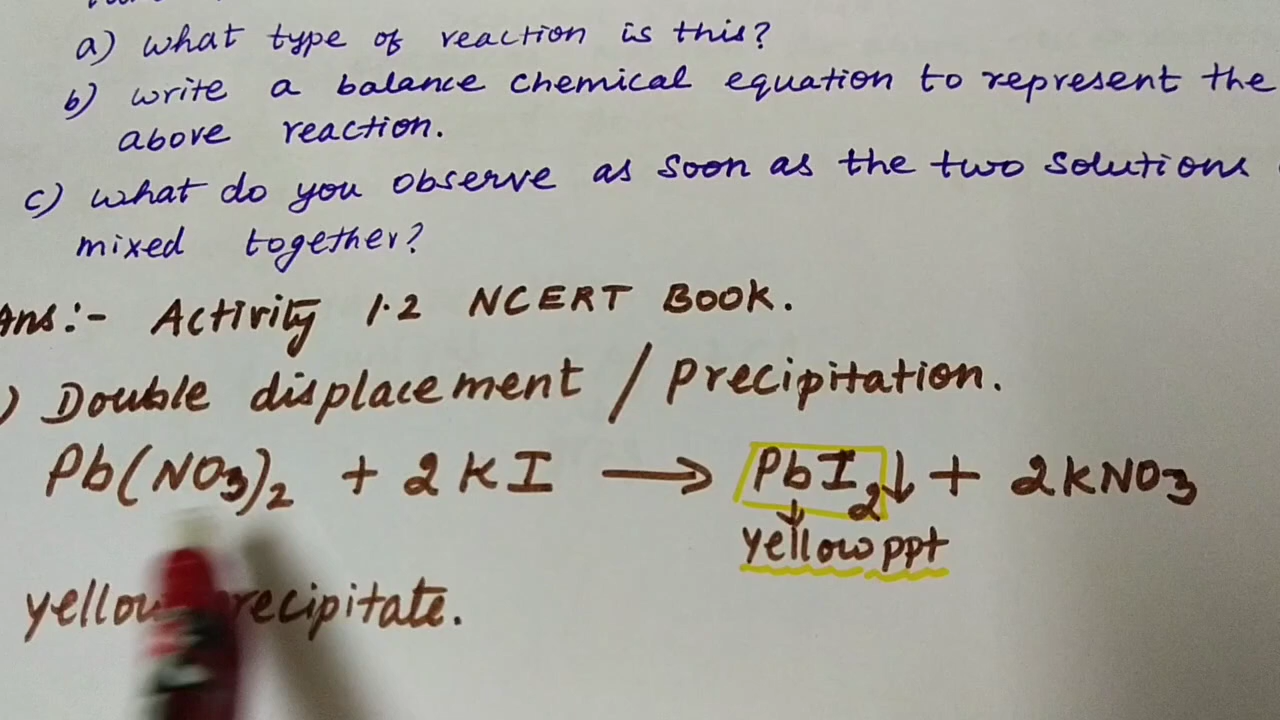 a) what type of reaction is this?
b) write a balance chemical equation to represent the
above reaction.
c) what do you observe as soon as the two solutions
mixed together?
Ans:- Activity 1.2 NCERT Book.
) Double displacement / Precipitation.
Pb(NO3)2 + 2KI → PbI2↓ + 2KNO3
↓
yellow ppt
yellow precipitate.